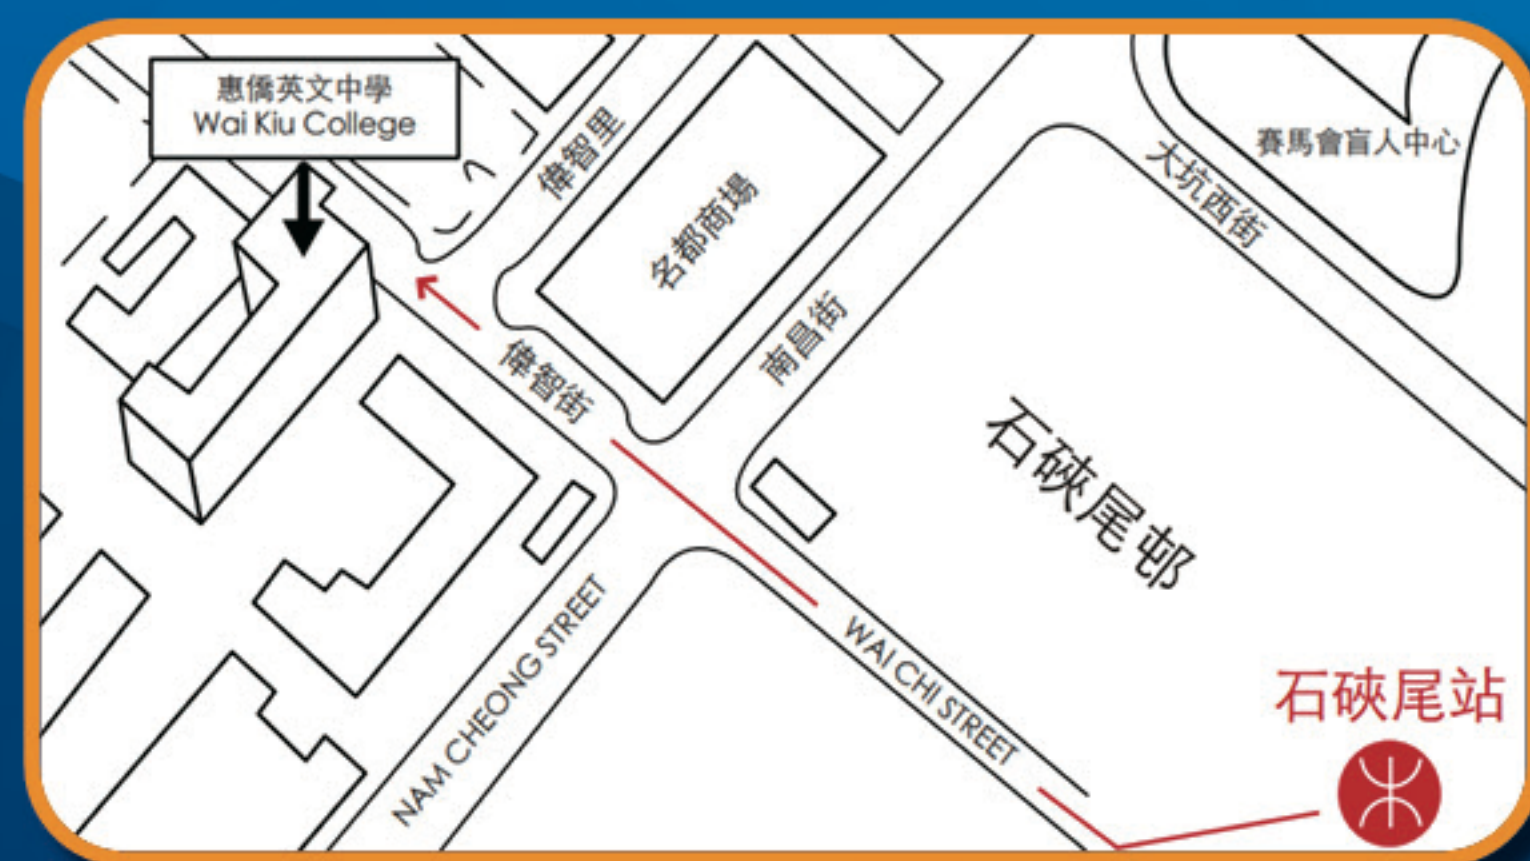 惠僑英文中學
Wai Kiu College
偉智里
名都商場
賽馬會盲人中心
大坑西街
南昌街
偉智街
石硤尾邨
NAM CHEONG STREET
WAI CHI STREET
石硤尾站